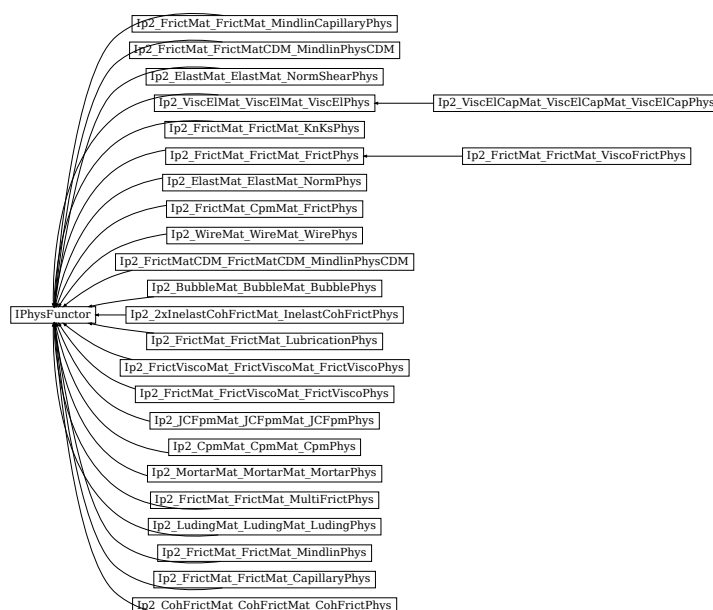 Ip2_FrictMat_FrictMat_MindlinCapillaryPhys
Ip2_FrictMat_FrictMatCDM_MindlinPhysCDM
Ip2_ElastMat_ElastMat_NormShearPhys
Ip2_ViscElMat_ViscElMat_ViscElPhys
Ip2_ViscElCapMat_ViscElCapMat_ViscElCapPhys
Ip2_FrictMat_FrictMat_KnKsPhys
Ip2_FrictMat_FrictMat_FrictPhys
Ip2_FrictMat_FrictMat_ViscoFrictPhys
Ip2_ElastMat_ElastMat_NormPhys
Ip2_FrictMat_CpmMat_FrictPhys
Ip2_WireMat_WireMat_WirePhys
Ip2_FrictMatCDM_FrictMatCDM_MindlinPhysCDM
Ip2_BubbleMat_BubbleMat_BubblePhys
IPhysFunctor
Ip2_2xInelastCohFrictMat_InelastCohFrictPhys
Ip2_FrictMat_FrictMat_LubricationPhys
Ip2_FrictViscoMat_FrictViscoMat_FrictViscoPhys
Ip2_FrictMat_FrictViscoMat_FrictViscoPhys
Ip2_JCFpmMat_JCFpmMat_JCFpmPhys
Ip2_CpmMat_CpmMat_CpmPhys
Ip2_MortarMat_MortarMat_MortarPhys
Ip2_FrictMat_FrictMat_MultiFrictPhys
Ip2_LudingMat_LudingMat_LudingPhys
Ip2_FrictMat_FrictMat_MindlinPhys
Ip2_FrictMat_FrictMat_CapillaryPhys
Ip2_CohFrictMat_CohFrictMat_CohFrictPhys